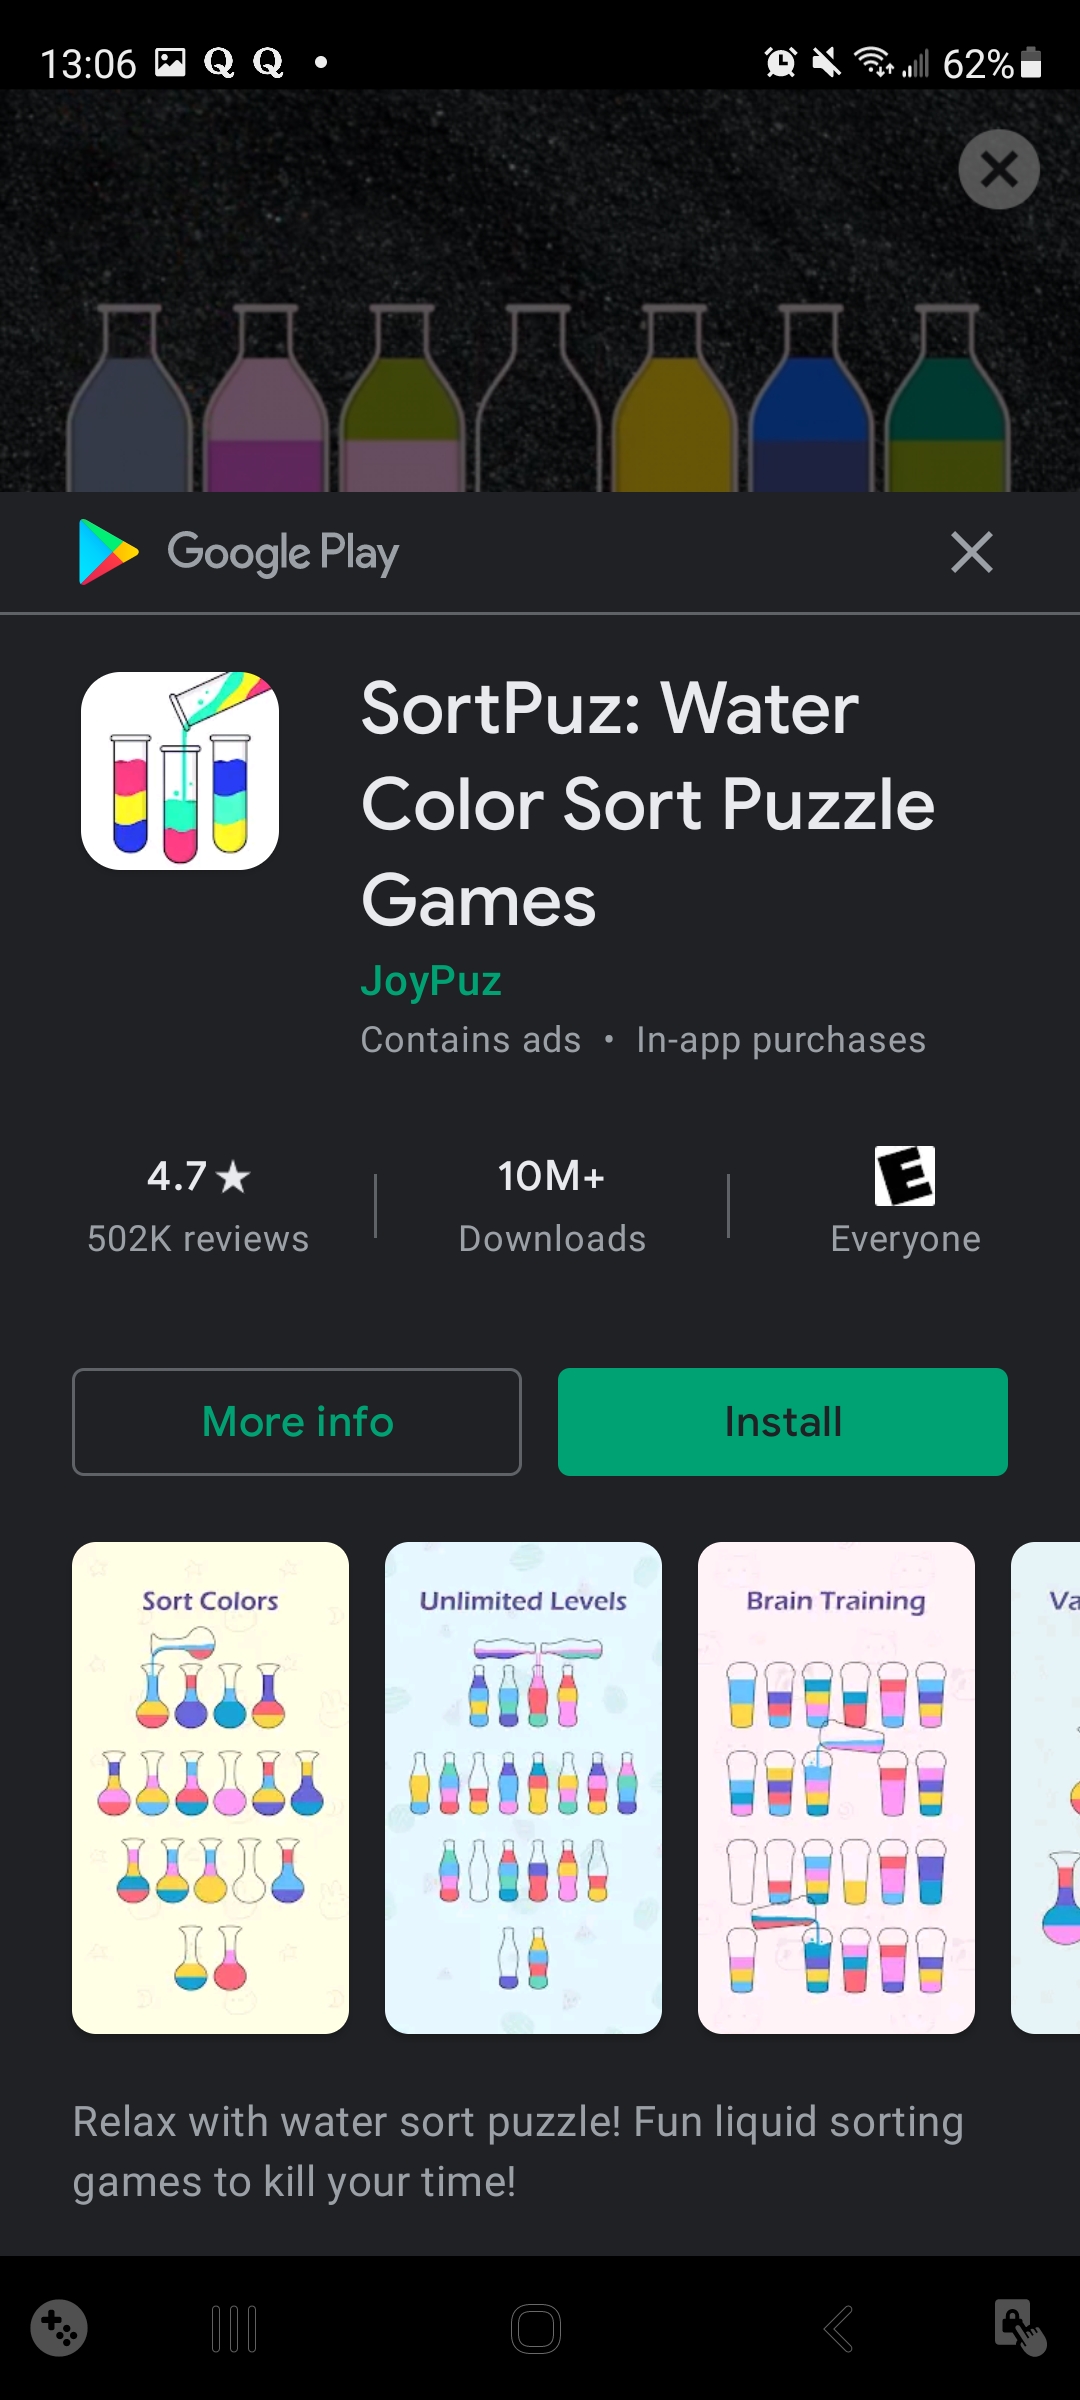 13:06 Q Q 62%
Google Play
SortPuz: Water
Color Sort Puzzle
Games
JoyPuz
Contains ads • In-app purchases
4.7★ 10M+ E
502K reviews Downloads Everyone
More info Install
Sort Colors Unlimited Levels Brain Training Va
Relax with water sort puzzle! Fun liquid sorting
games to kill your time!